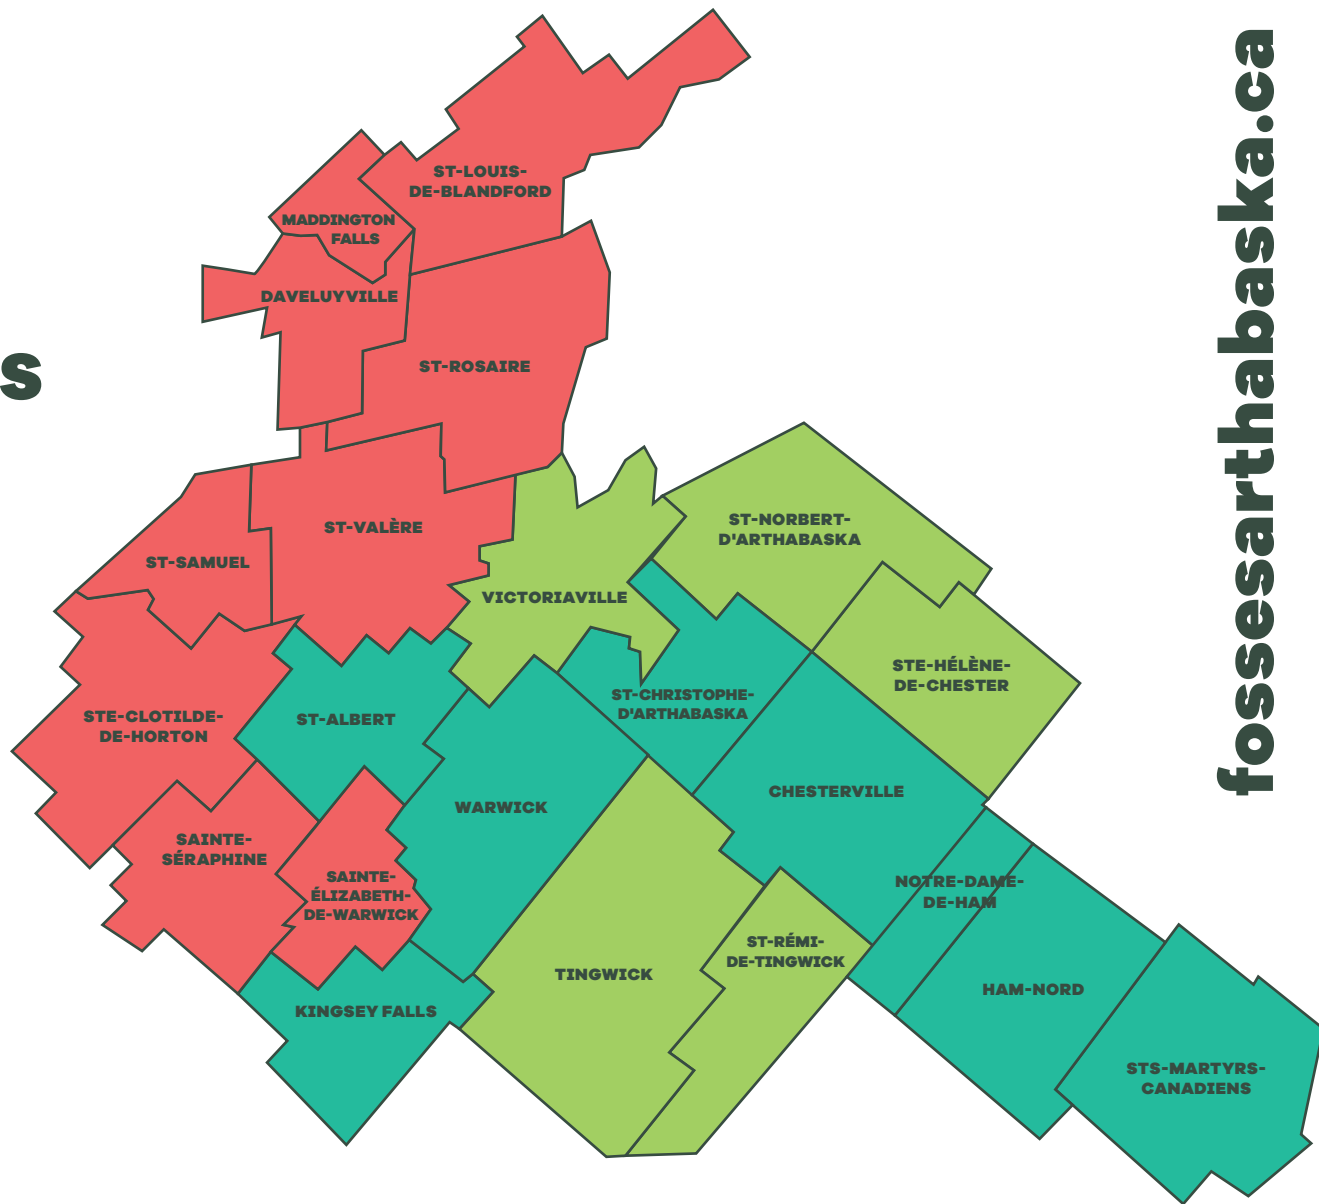 fossesarthabaska.ca
s
ST-LOUIS-
DE-BLANDFORD
MADDINGTON
FALLS
DAVELUYVILLE
ST-ROSAIRE
ST-VALÈRE
ST-SAMUEL
VICTORIAVILLE
ST-NORBERT-
D'ARTHABASKA
STE-HÉLÈNE-
DE-CHESTER
ST-CHRISTOPHE-
D'ARTHABASKA
STE-CLOTILDE-
DE-HORTON
ST-ALBERT
WARWICK
CHESTERVILLE
SAINTE-
SÉRAPHINE
SAINTE-
ÉLIZABETH-
DE-WARWICK
NOTRE-DAME-
DE-HAM
ST-RÉMI-
DE-TINGWICK
TINGWICK
HAM-NORD
KINGSEY FALLS
STS-MARTYRS-
CANADIENS